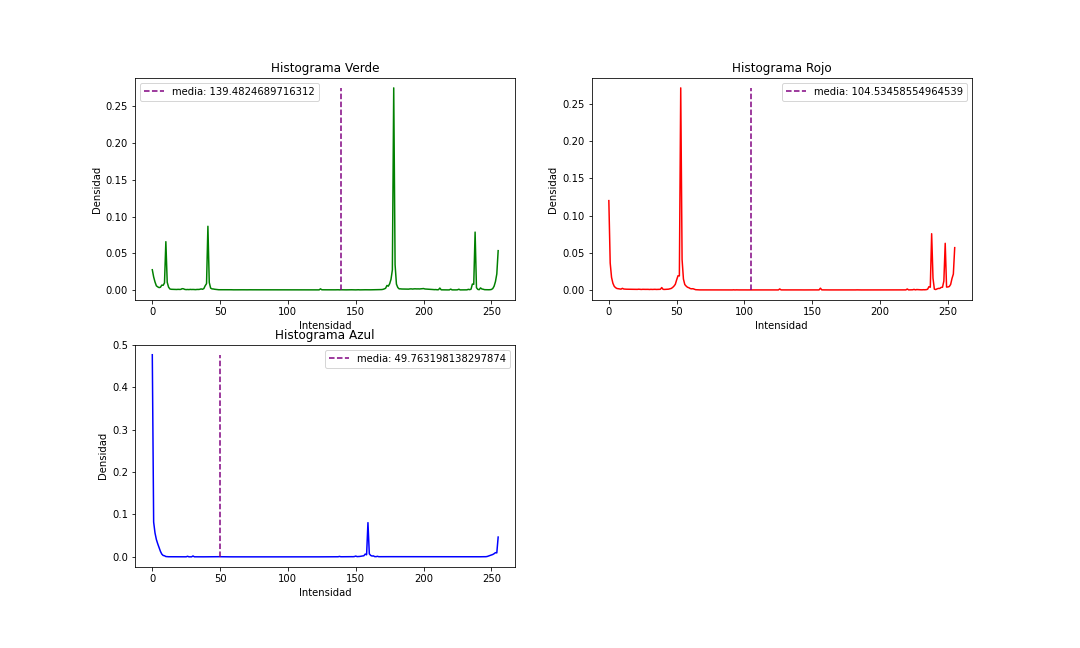 Histograma Verde
media: 139.4824689716312
Densidad
0.25
0.20
0.15
0.10
0.05
0.00
0 50 100 150 200 250
Intensidad
Histograma Rojo
media: 104.53458554964539
Densidad
0.25
0.20
0.15
0.10
0.05
0.00
0 50 100 150 200 250
Intensidad
Histograma Azul
media: 49.763198138297874
Densidad
0.5
0.4
0.3
0.2
0.1
0.0
0 50 100 150 200 250
Intensidad